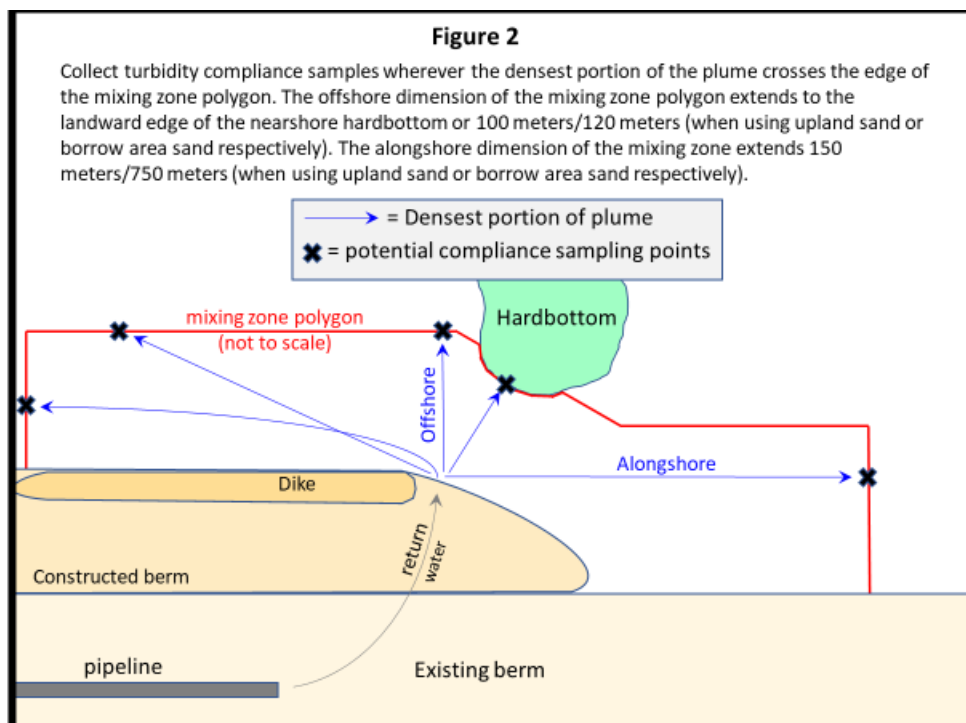 Figure 2
Collect turbidity compliance samples wherever the densest portion of the plume crosses the edge of
the mixing zone polygon. The offshore dimension of the mixing zone polygon extends to the
landward edge of the nearshore hardbottom or 100 meters/120 meters (when using upland sand or
borrow area sand respectively). The alongshore dimension of the mixing zone extends 150
meters/750 meters (when using upland sand or borrow area sand respectively).
= Densest portion of plume
= potential compliance sampling points
mixing zone polygon
(not to scale)
Hardbottom
Offshore
Alongshore
Dike
return
water
Constructed berm
pipeline
Existing berm